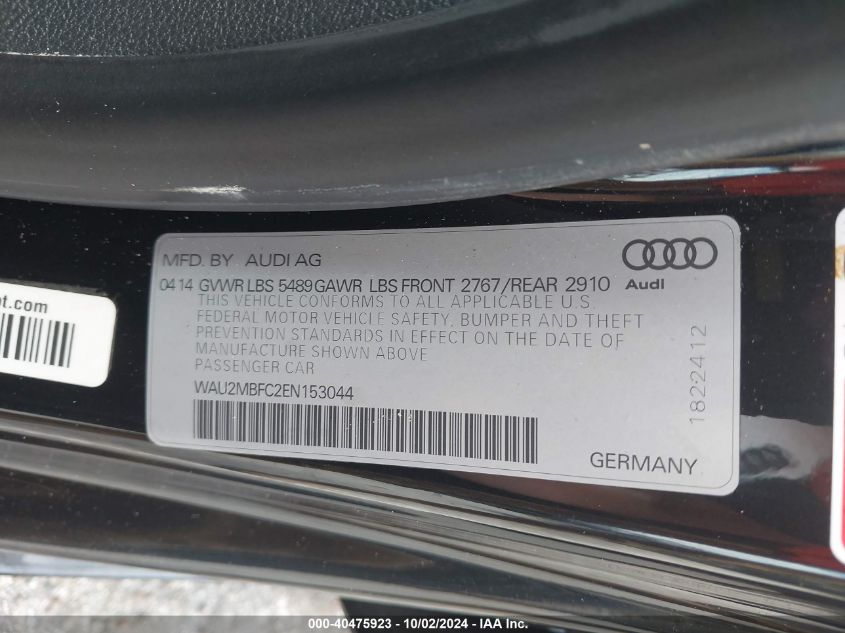 MFD. BY AUDI AG
04 14 GVWR LBS 5489 GAWR LBS FRONT 2767/REAR 2910
Audi
THIS VEHICLE CONFORMS TO ALL APPLICABLE U.S.
FEDERAL MOTOR VEHICLE SAFETY, BUMPER AND THEFT
PREVENTION STANDARDS IN EFFECT ON THE DATE OF
MANUFACTURE SHOWN ABOVE
PASSENGER CAR
WAU2MBFC2EN153044
1822412
GERMANY
ot.com
000-40475923 - 10/02/2024 - IAAI, Inc.